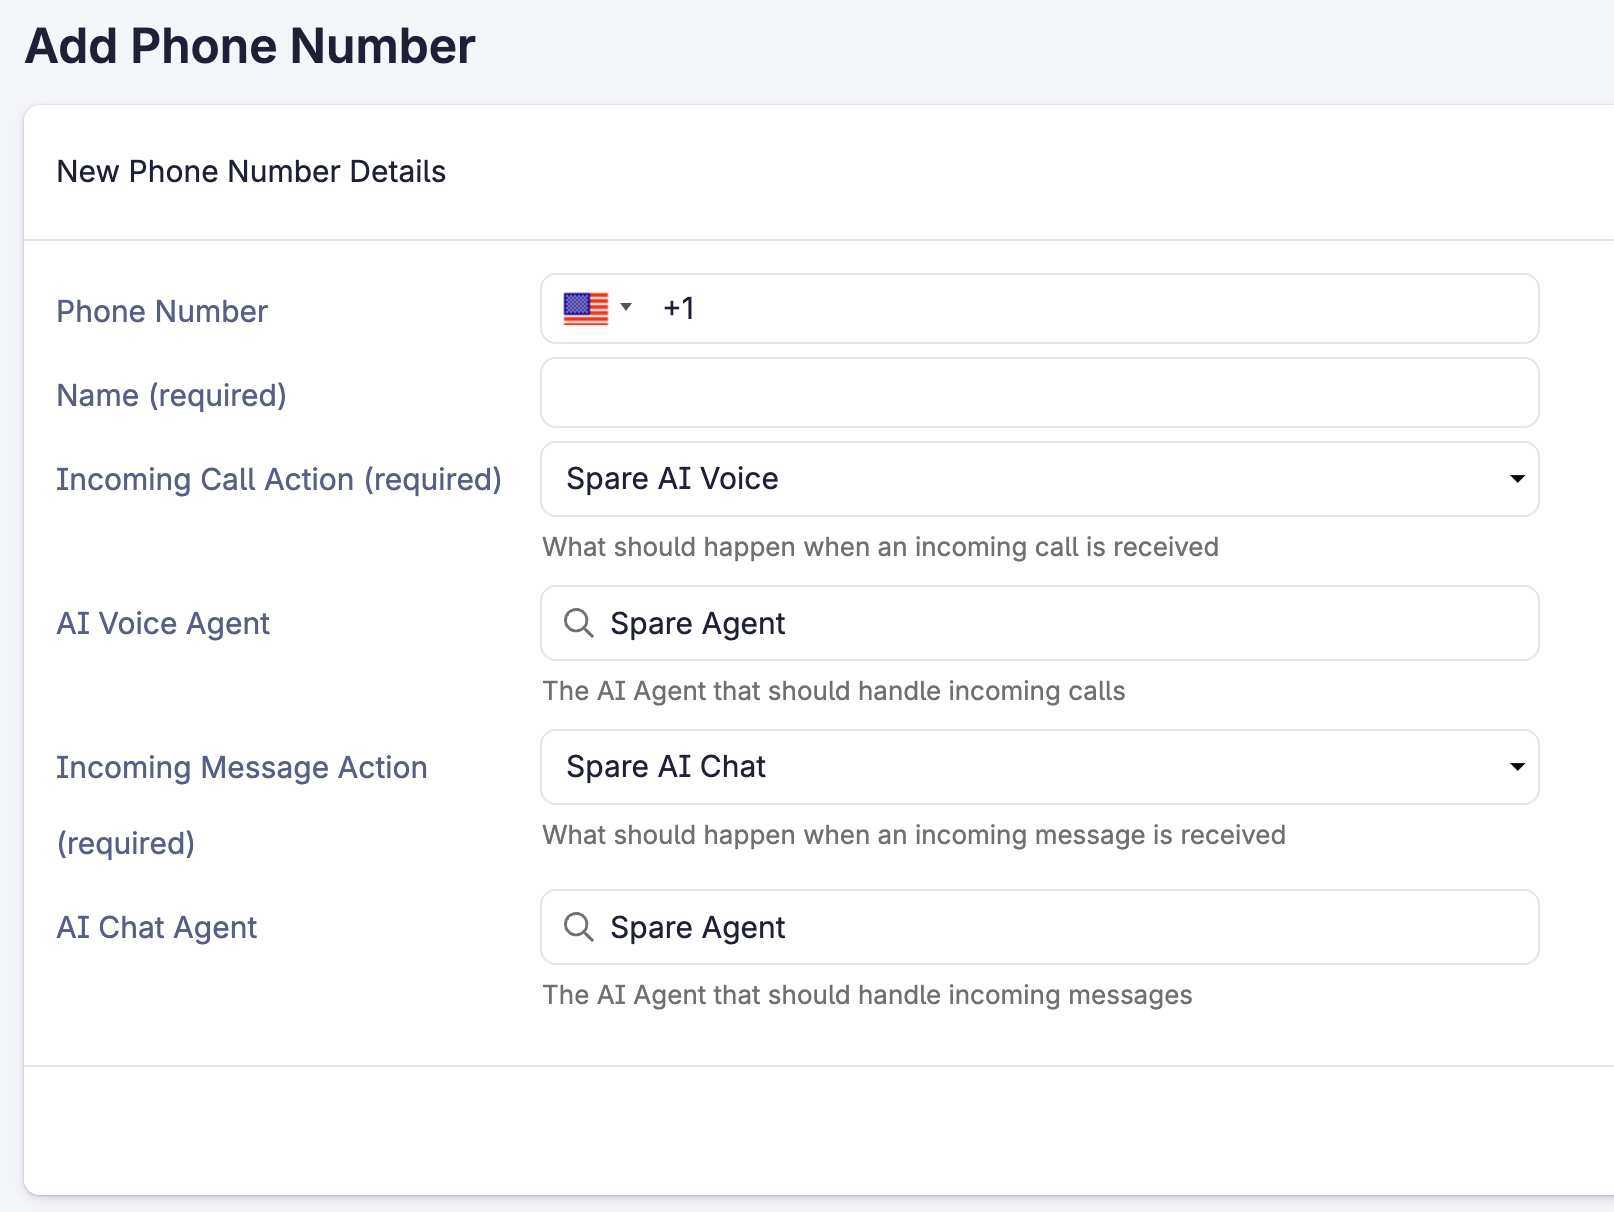 Add Phone Number
New Phone Number Details
Phone Number
+1
Name (required)
Incoming Call Action (required)
Spare AI Voice
What should happen when an incoming call is received
AI Voice Agent
Spare Agent
The AI Agent that should handle incoming calls
Incoming Message Action
(required)
Spare AI Chat
What should happen when an incoming message is received
AI Chat Agent
Spare Agent
The AI Agent that should handle incoming messages